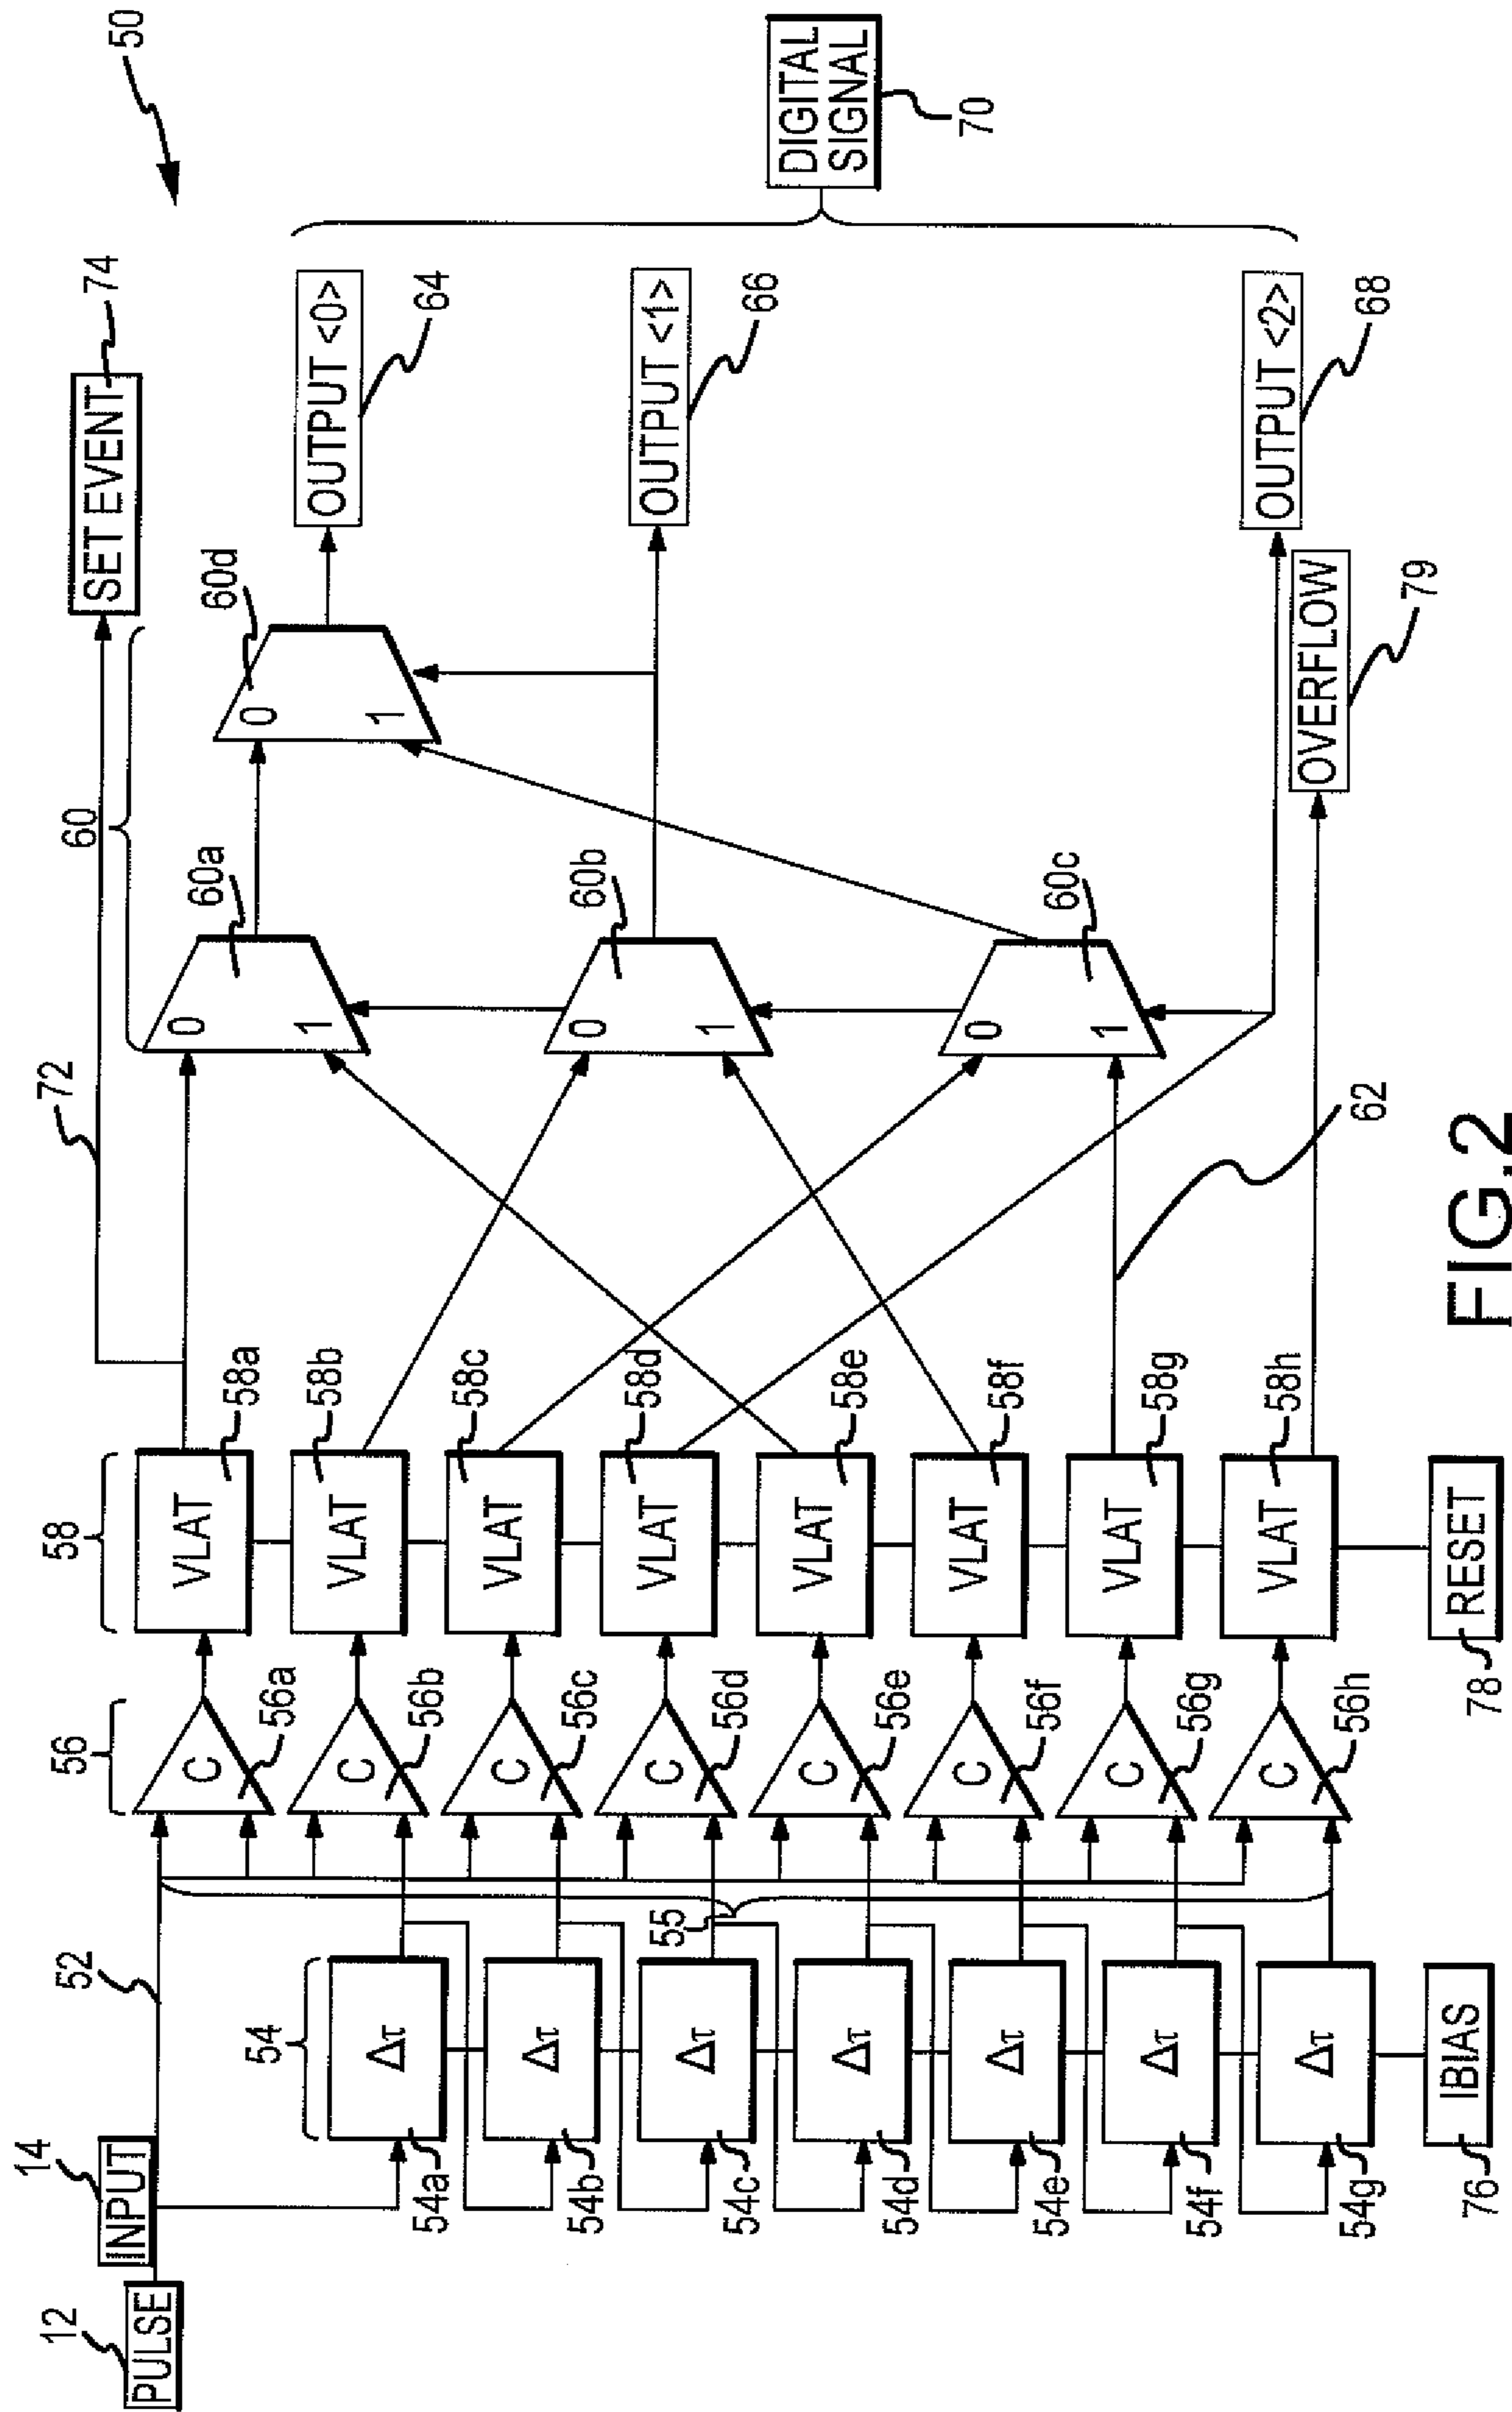 50
74
SET EVENT
72
60
60d
OUTPUT <0>
64
60a
0
1
0
1
OUTPUT <1>
66
60b
0
1
60c
0
1
OUTPUT <2>
68
OVERFLOW
79
DIGITAL
SIGNAL
70
62
58
VLAT
58a
VLAT
58b
VLAT
58c
VLAT
58d
VLAT
58e
VLAT
58f
VLAT
58g
VLAT
58h
RESET
78
56
C
56a
C
56b
C
56c
C
56d
C
56e
C
56f
C
56g
C
56h
55
52
54
Δτ
54a
Δτ
54b
Δτ
54c
Δτ
54d
Δτ
54e
Δτ
54f
Δτ
54g
IBIAS
76
14
INPUT
12
PULSE
FIG.2